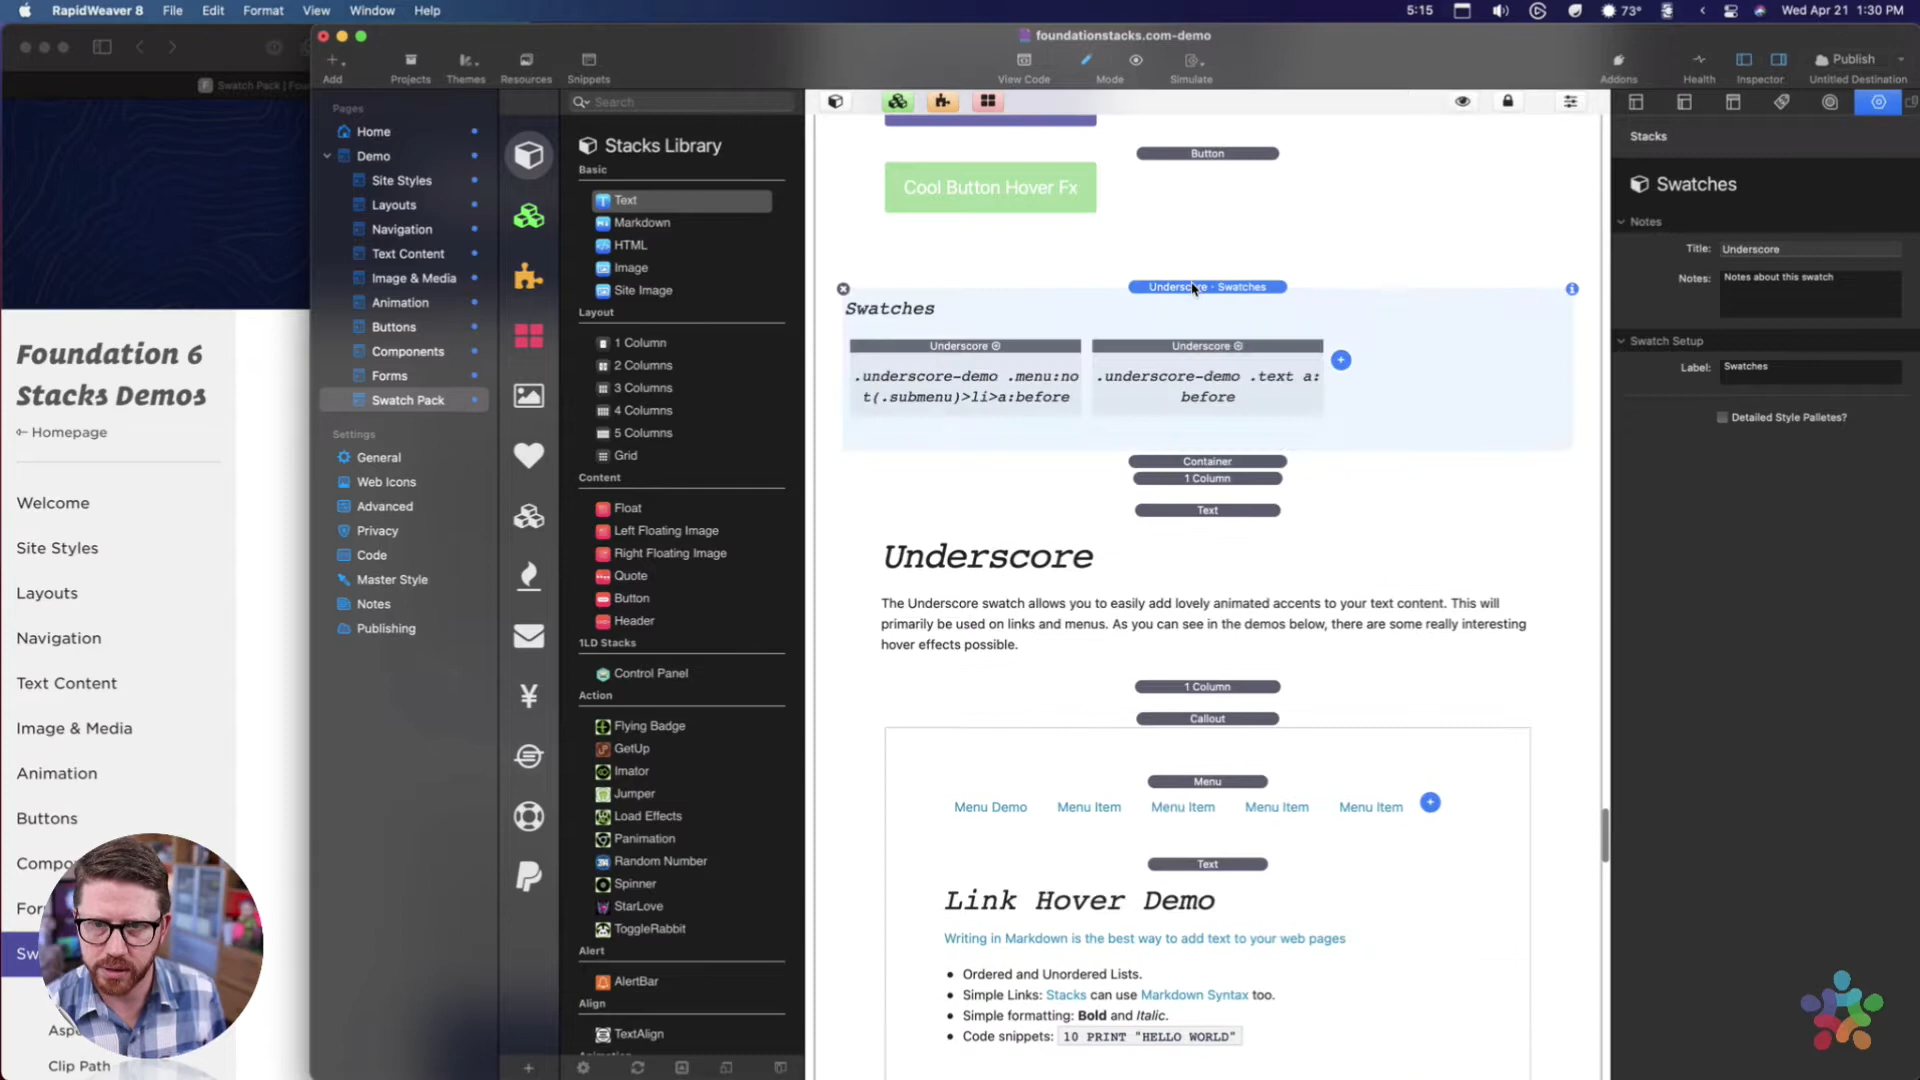 RapidWeaver 8 File Edit Format View Window Help 5:15 73° Wed Apr 21 1:30 PM
foundationstacks.com-demo
Add Projects Themes Resources Snippets View Code Mode Simulate Addons Health Inspector Publish
Untitled Destination
Swatch Pack | Fou
Foundation 6
Stacks Demos
Homepage
Welcome
Site Styles
Layouts
Navigation
Text Content
Image & Media
Animation
Buttons
Compo
For
Sw
Asp
Clip Path
Pages
Home
Demo
Site Styles
Layouts
Navigation
Text Content
Image & Media
Animation
Buttons
Components
Forms
Swatch Pack
Settings
General
Web Icons
Advanced
Privacy
Code
Master Style
Notes
Publishing
Search
Stacks Library
Basic
Text
Markdown
HTML
Image
Site Image
Layout
1 Column
2 Columns
3 Columns
4 Columns
5 Columns
Grid
Content
Float
Left Floating Image
Right Floating Image
Quote
Button
Header
1LD Stacks
Control Panel
Action
Flying Badge
GetUp
Imator
Jumper
Load Effects
Panimation
Random Number
Spinner
StarLove
ToggleRabbit
Alert
AlertBar
Align
TextAlign
Button
Cool Button Hover Fx
Underscore - Swatches
Swatches
Underscore Underscore
.underscore-demo .menu:no
t(.submenu)>li>a:before
.underscore-demo .text a:
before
Container
1 Column
Text
Underscore
The Underscore swatch allows you to easily add lovely animated accents to your text content. This will
primarily be used on links and menus. As you can see in the demos below, there are some really interesting
hover effects possible.
1 Column
Callout
Menu
Menu Demo Menu Item Menu Item Menu Item Menu Item
Text
Link Hover Demo
Writing in Markdown is the best way to add text to your web pages
Ordered and Unordered Lists.
Simple Links: Stacks can use Markdown Syntax too.
Simple formatting: Bold and Italic.
Code snippets: 10 PRINT "HELLO WORLD"
Stacks
Swatches
Notes
Title: Underscore
Notes: Notes about this swatch
Swatch Setup
Label: Swatches
Detailed Style Palletes?